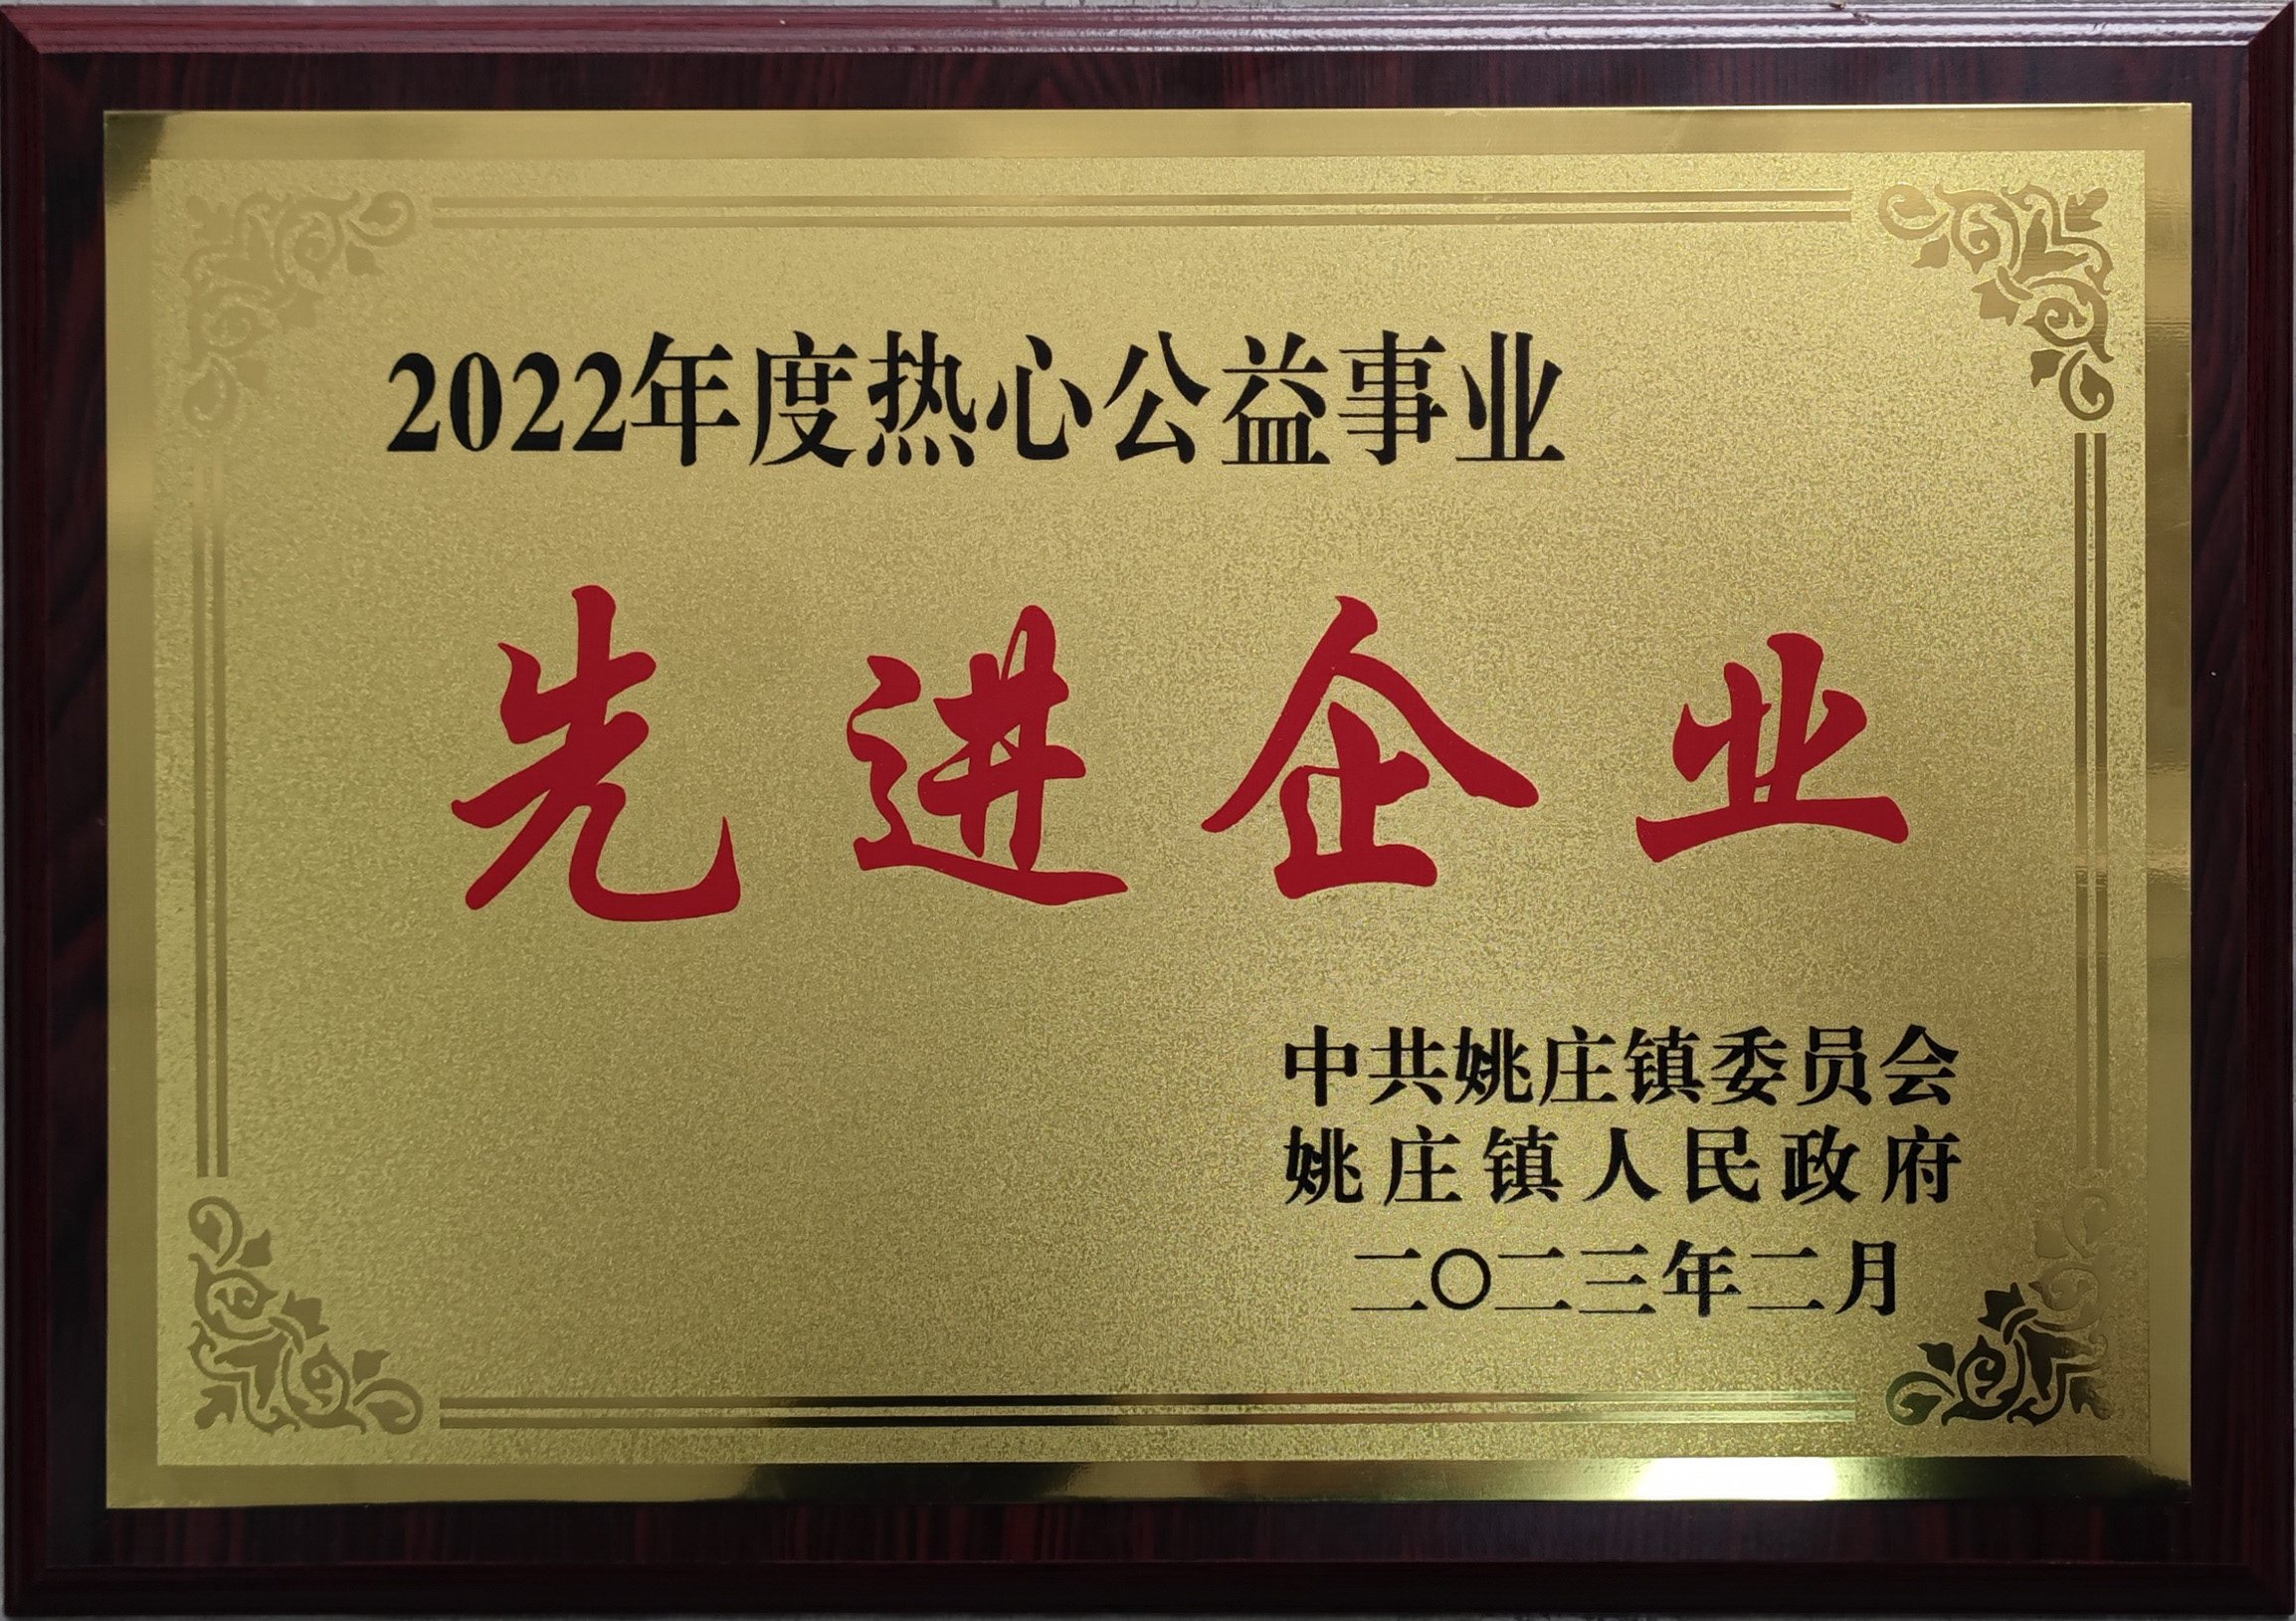 2022年度热心公益事业
先进企业
中共姚庄镇委员会
姚庄镇人民政府
二〇二三年二月